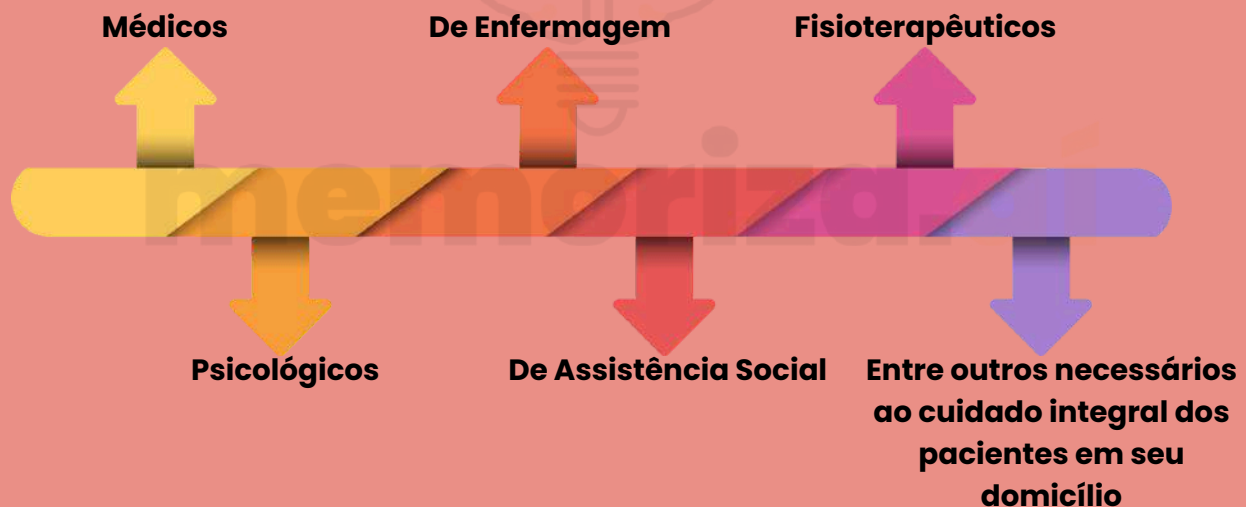 Médicos
De Enfermagem
Fisioterapêuticos
memoriza.aí
Psicológicos
De Assistência Social
Entre outros necessários
ao cuidado integral dos
pacientes em seu
domicílio